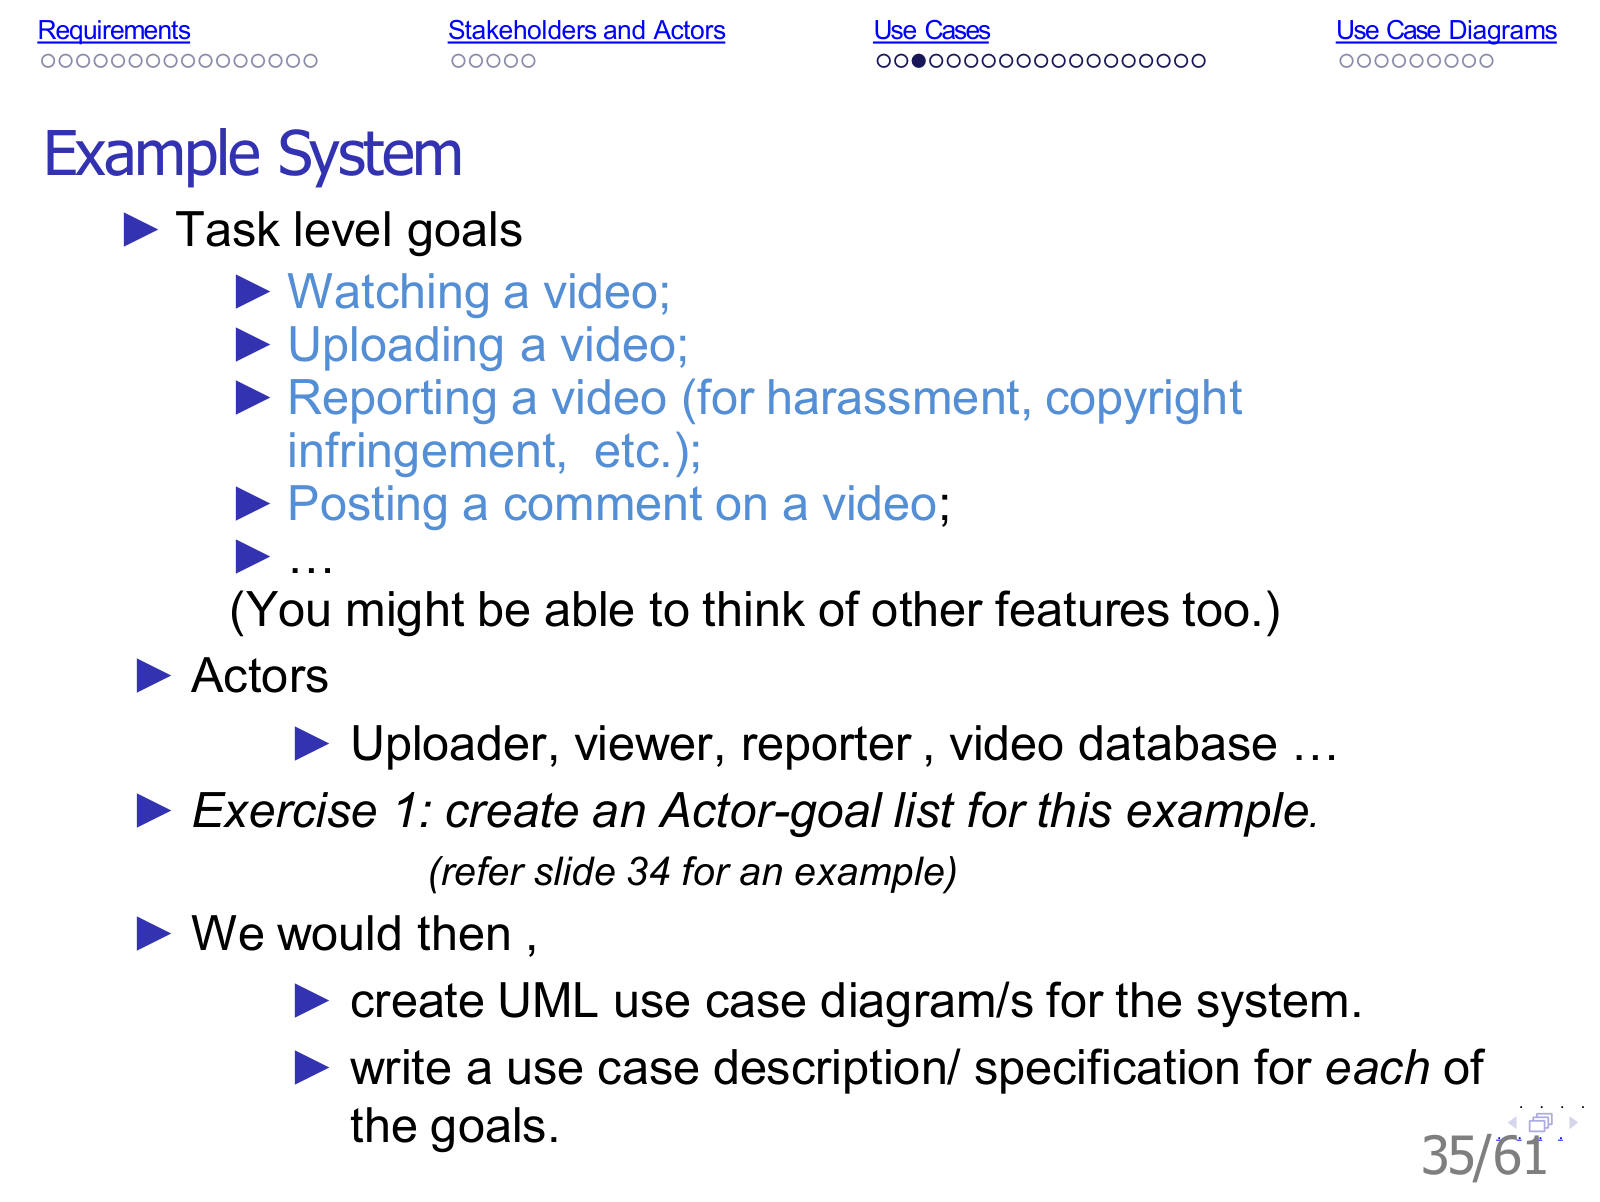 Requirements Stakeholders and Actors Use Cases Use Case Diagrams
Example System
► Task level goals
► Watching a video;
► Uploading a video;
► Reporting a video (for harassment, copyright
infringement, etc.);
► Posting a comment on a video;
► …
(You might be able to think of other features too.)
► Actors
► Uploader, viewer, reporter , video database …
► Exercise 1: create an Actor-goal list for this example.
(refer slide 34 for an example)
► We would then ,
► create UML use case diagram/s for the system.
► write a use case description/ specification for each of
the goals.
35/61